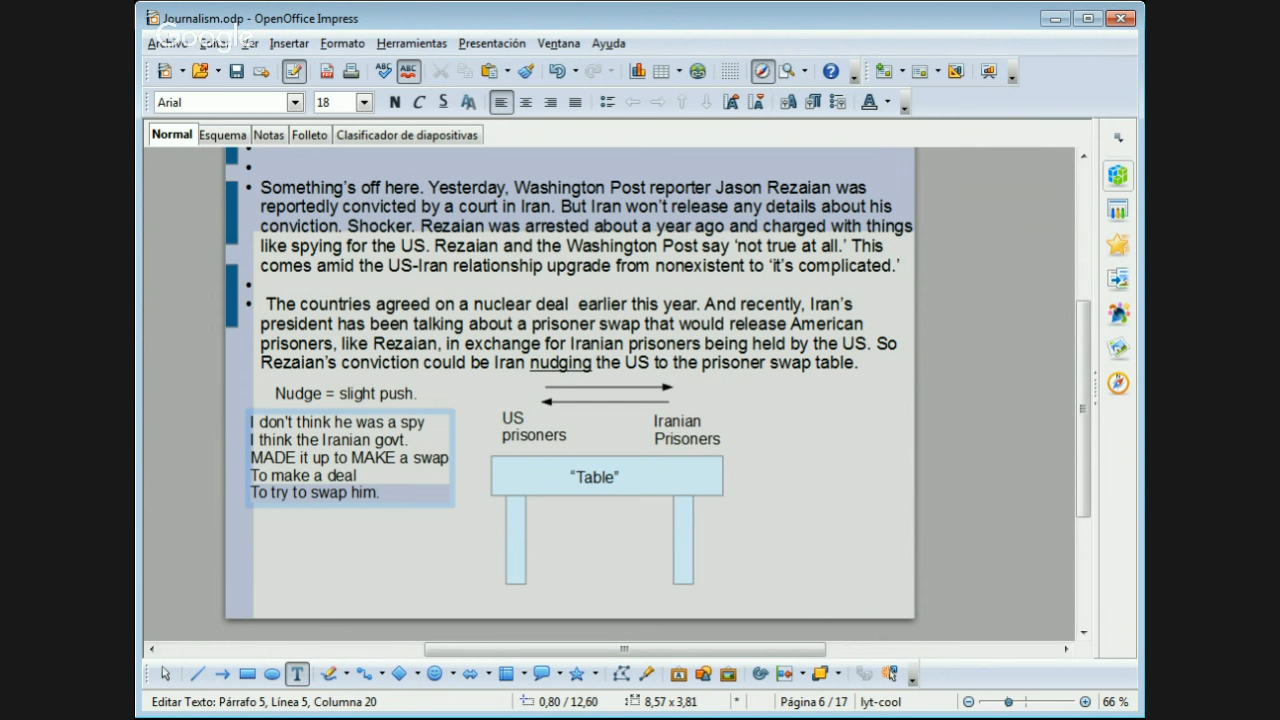 Journalism.odp - OpenOffice Impress
Google
Archivo Editar Ver Insertar Formato Herramientas Presentación Ventana Ayuda
ABC ABC
Arial 18 N C S
Normal Esquema Notas Folleto Clasificador de diapositivas
• Something's off here. Yesterday, Washington Post reporter Jason Rezaian was
reportedly convicted by a court in Iran. But Iran won't release any details about his
conviction. Shocker. Rezaian was arrested about a year ago and charged with things
like spying for the US. Rezaian and the Washington Post say 'not true at all.' This
comes amid the US-Iran relationship upgrade from nonexistent to 'it's complicated.'
• The countries agreed on a nuclear deal earlier this year. And recently, Iran's
president has been talking about a prisoner swap that would release American
prisoners, like Rezaian, in exchange for Iranian prisoners being held by the US. So
Rezaian's conviction could be Iran nudging the US to the prisoner swap table.
Nudge = slight push.
I don't think he was a spy
I think the Iranian govt.
MADE it up to MAKE a swap
To make a deal
To try to swap him.
US
prisoners
Iranian
Prisoners
"Table"
Editar Texto: Párrafo 5, Línea 5, Columna 20 0,80 / 12,60 8,57 x 3,81 * Página 6 / 17 lyt-cool 66 %